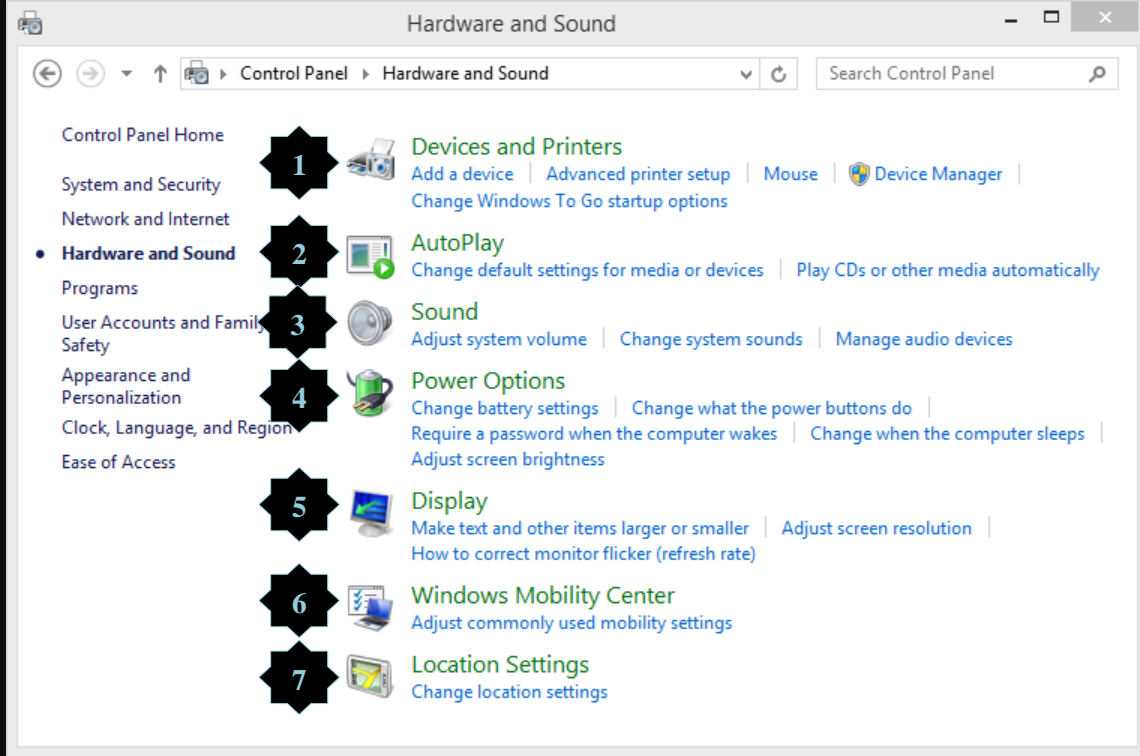 Hardware and Sound
Control Panel Hardware and Sound
Search Control Panel
Control Panel Home
System and Security
Network and Internet
Hardware and Sound
Programs
User Accounts and Family
Safety
Appearance and
Personalization
Clock, Language, and Region
Ease of Access
1
Devices and Printers
Add a device Advanced printer setup Mouse Device Manager
Change Windows To Go startup options
2
AutoPlay
Change default settings for media or devices Play CDs or other media automatically
3
Sound
Adjust system volume Change system sounds Manage audio devices
4
Power Options
Change battery settings Change what the power buttons do
Require a password when the computer wakes Change when the computer sleeps
Adjust screen brightness
5
Display
Make text and other items larger or smaller Adjust screen resolution
How to correct monitor flicker (refresh rate)
6
Windows Mobility Center
Adjust commonly used mobility settings
7
Location Settings
Change location settings